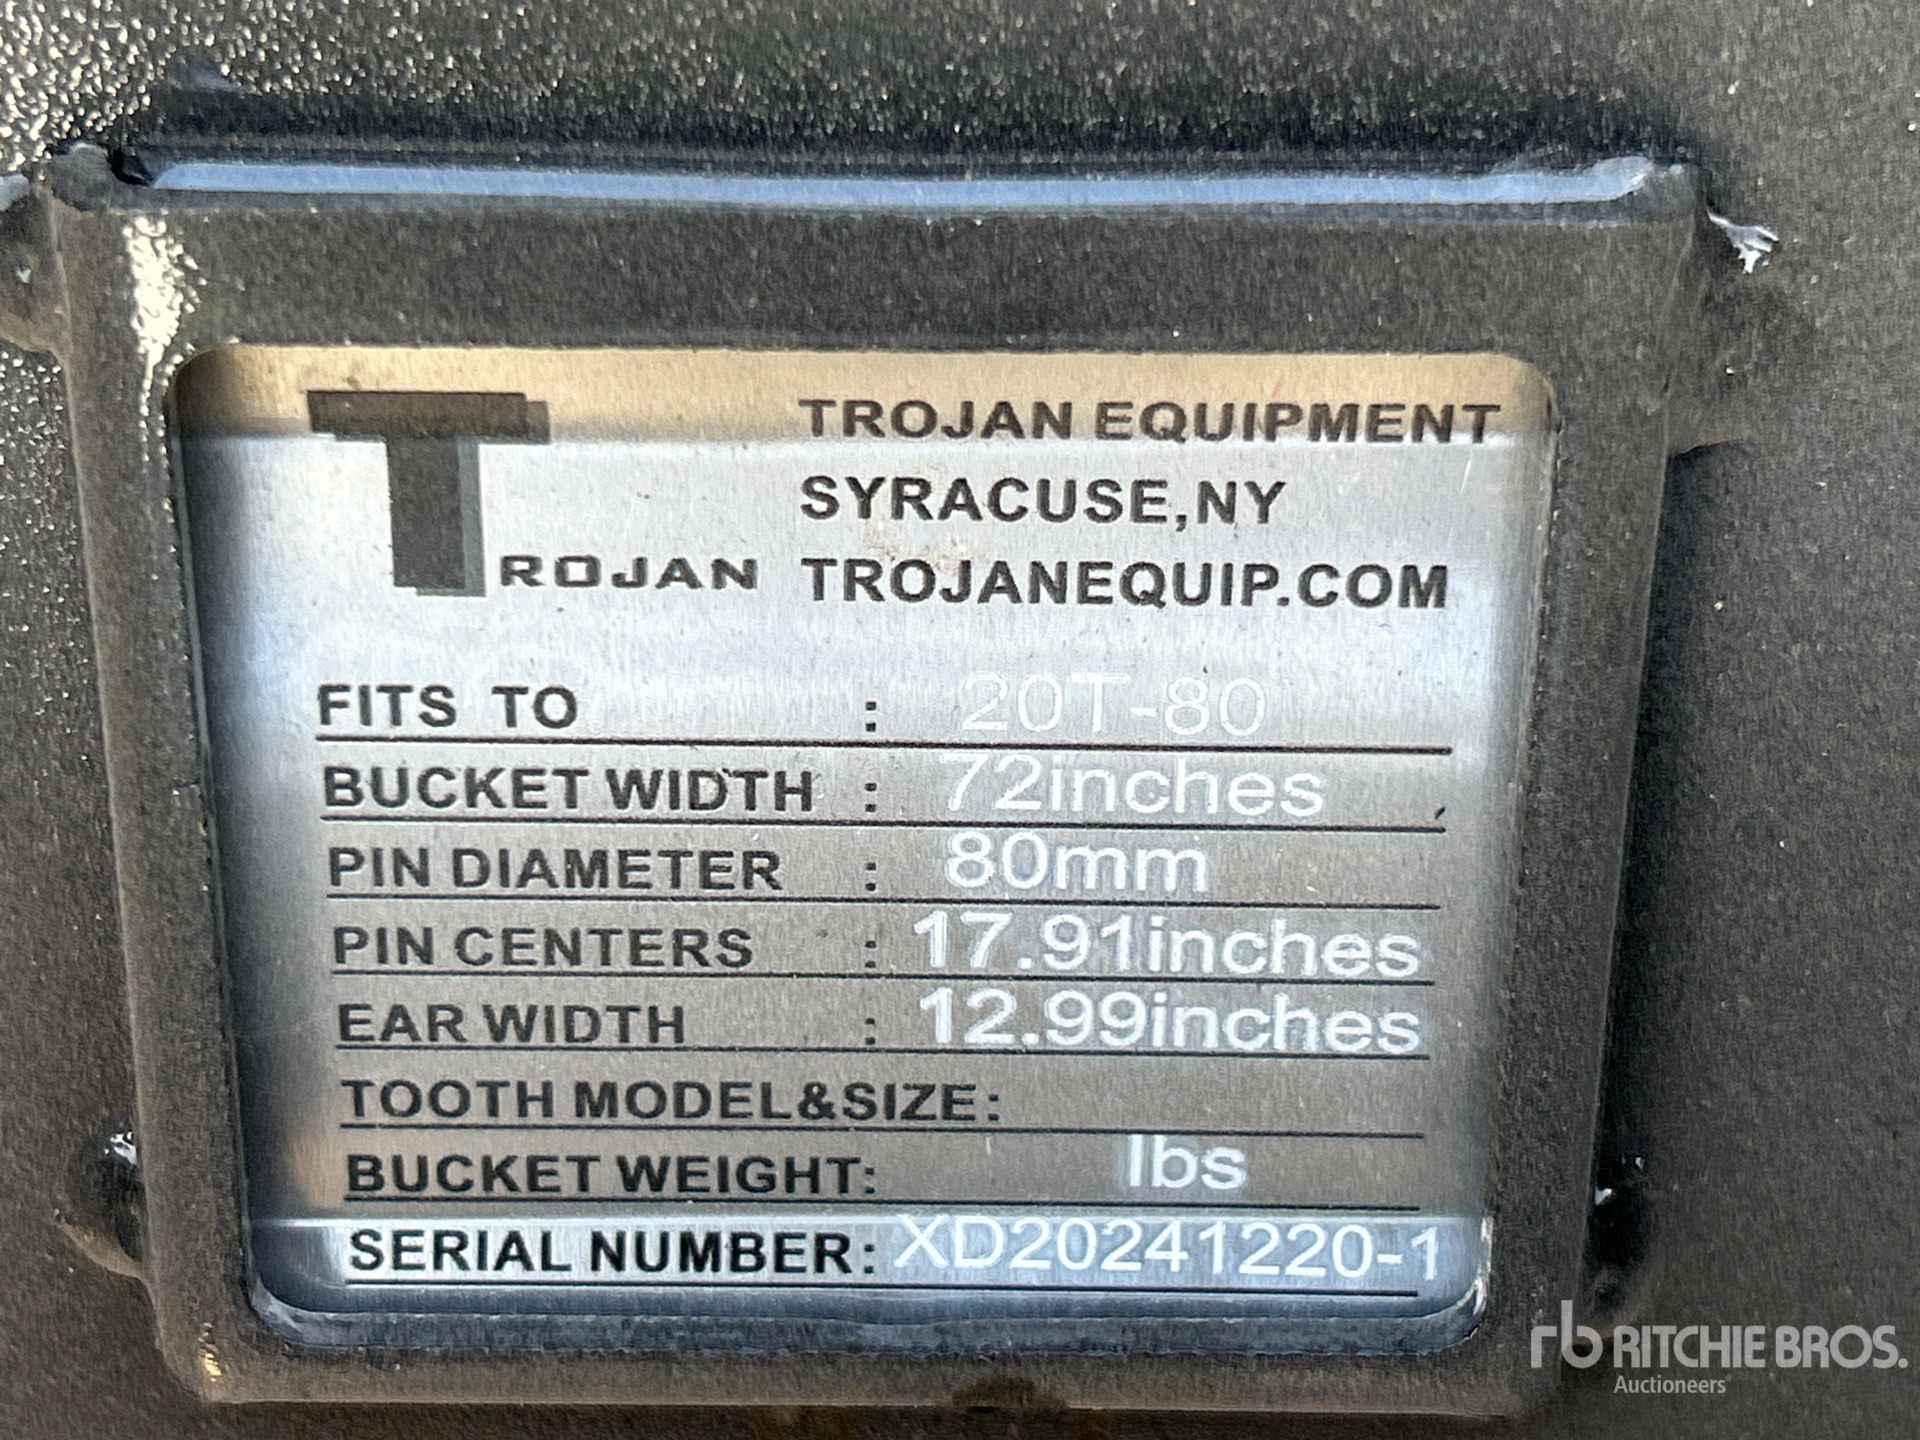 TROJAN EQUIPMENT
SYRACUSE,NY
TROJAN TROJANEQUIP.COM
FITS TO : 20T-80
BUCKET WIDTH : 72inches
PIN DIAMETER : 80mm
PIN CENTERS : 17.91inches
EAR WIDTH : 12.99inches
TOOTH MODEL&SIZE:
BUCKET WEIGHT: lbs
SERIAL NUMBER: XD20241220-1
rb RITCHIE BROS.
Auctioneers